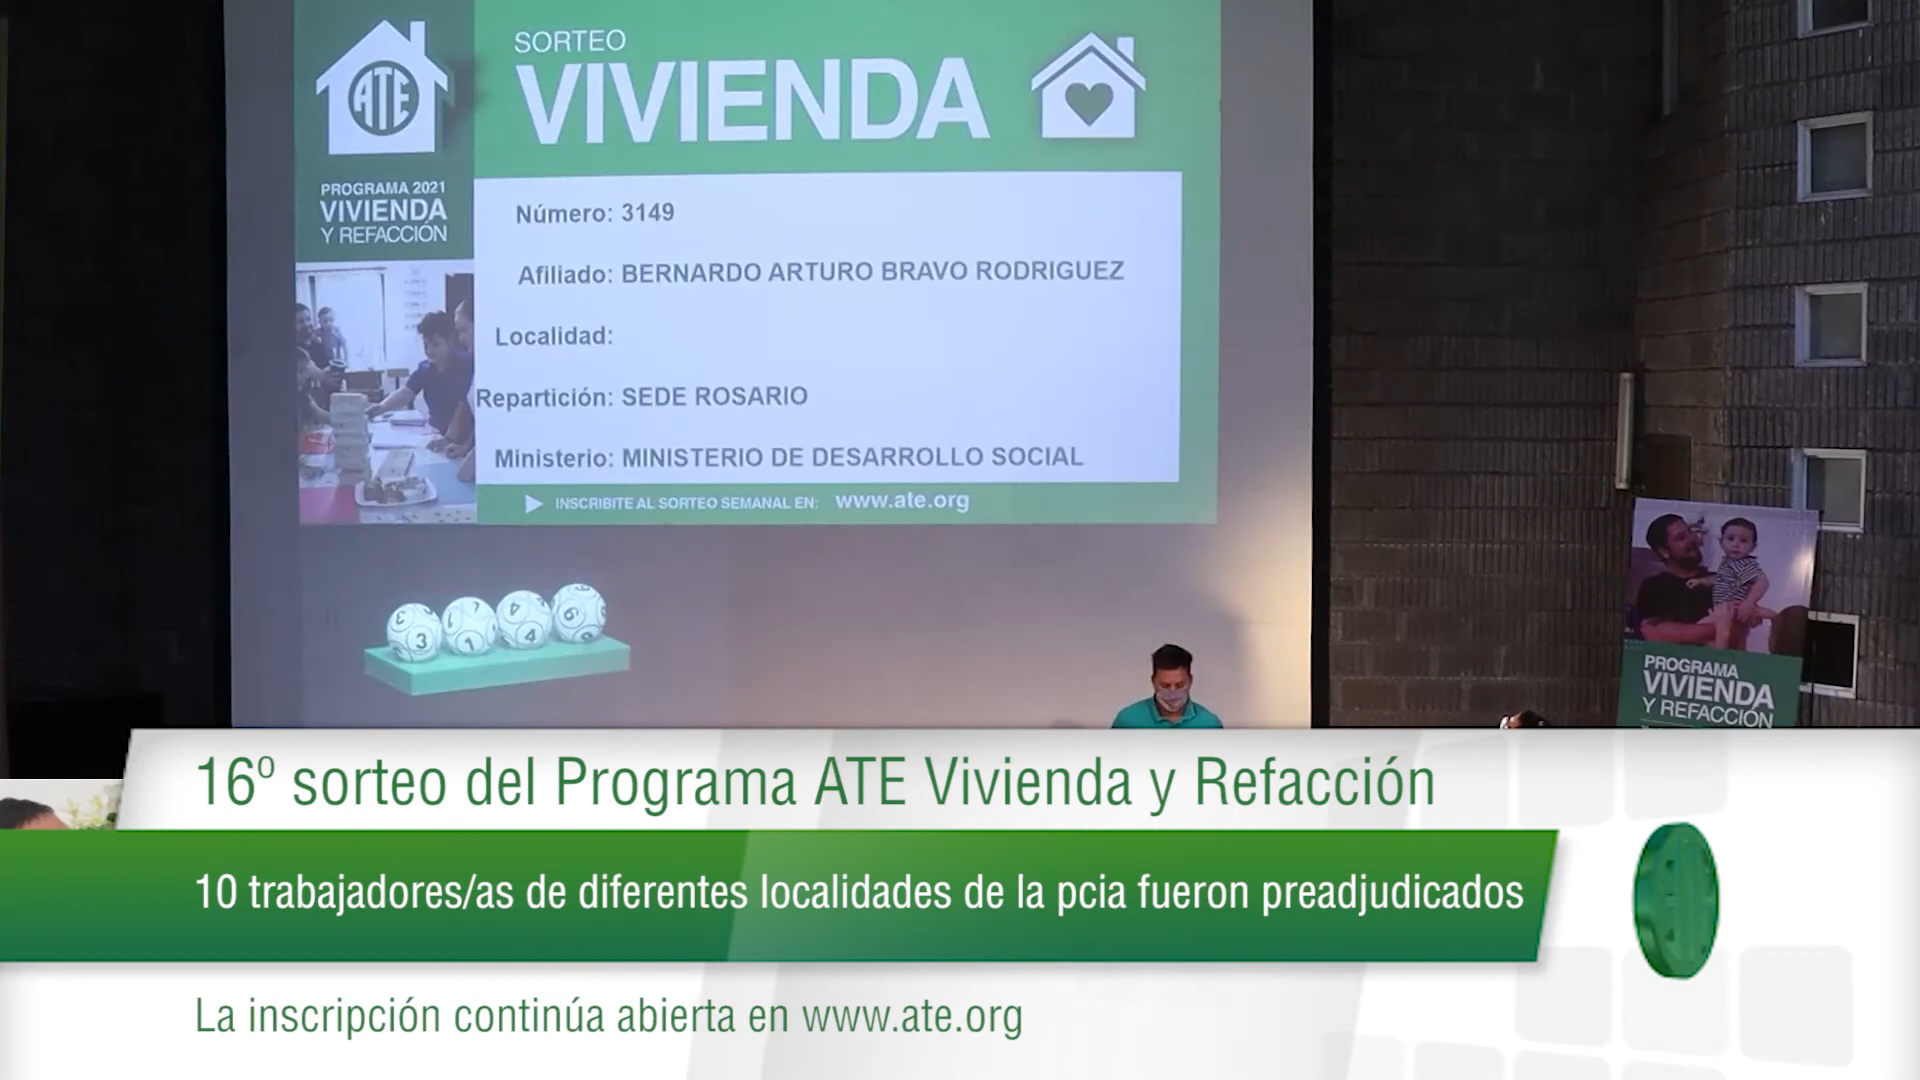 ATE
SORTEO
VIVIENDA
PROGRAMA 2021
VIVIENDA
Y REFACCIÓN
Número: 3149
Afiliado: BERNARDO ARTURO BRAVO RODRIGUEZ
Localidad:
Repartición: SEDE ROSARIO
Ministerio: MINISTERIO DE DESARROLLO SOCIAL
INSCRIBITE AL SORTEO SEMANAL EN: www.ate.org
3 1 4 9
PROGRAMA
VIVIENDA
Y REFACCIÓN
16º sorteo del Programa ATE Vivienda y Refacción
10 trabajadores/as de diferentes localidades de la pcia fueron preadjudicados
La inscripción continúa abierta en www.ate.org